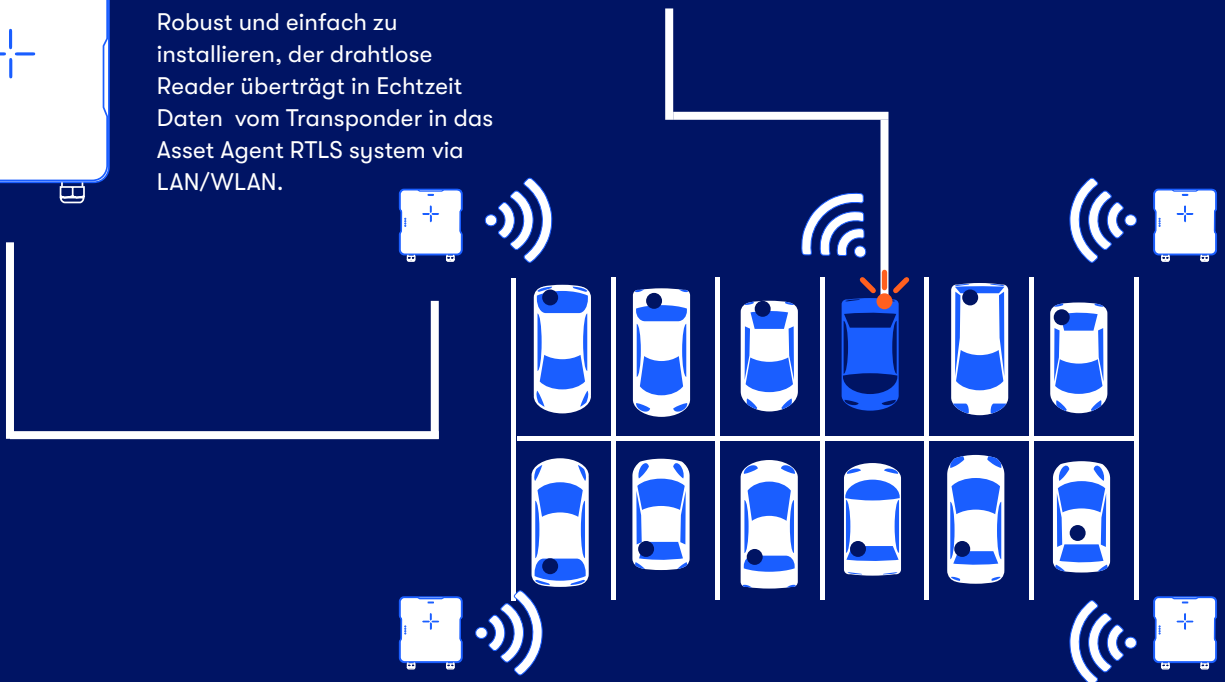 Robust und einfach zu
installieren, der drahtlose
Reader überträgt in Echtzeit
Daten  vom Transponder in das
Asset Agent RTLS system via
LAN/WLAN.